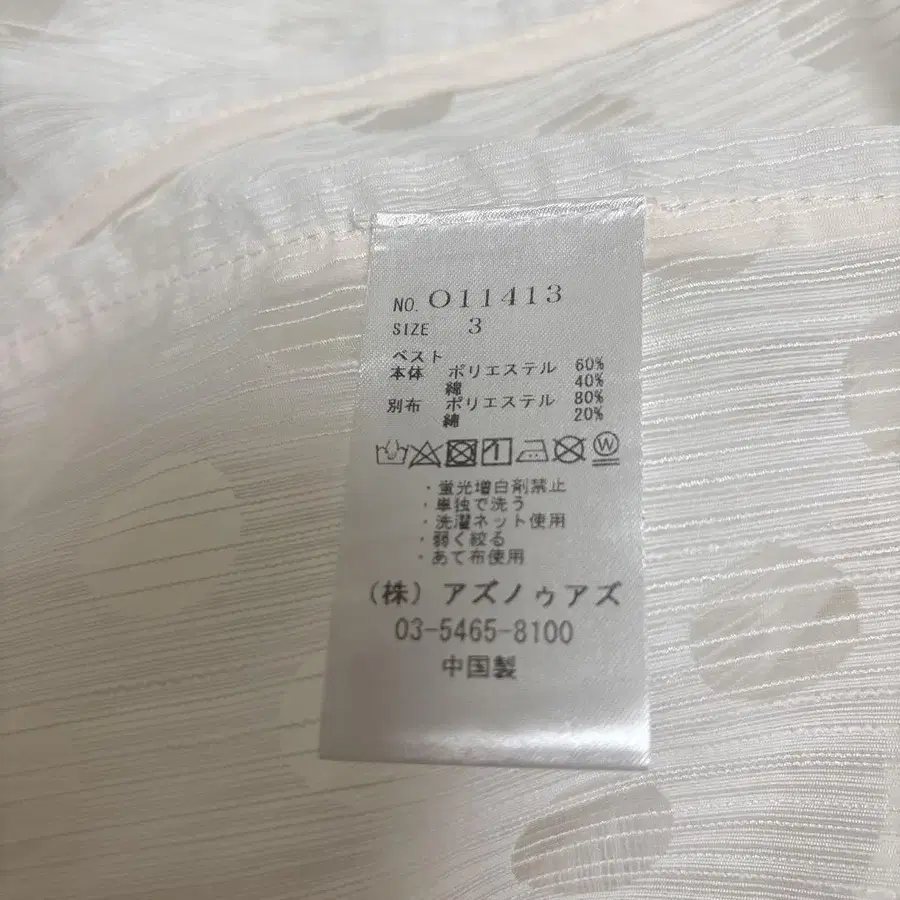 NO. O11413
SIZE 3
ベスト
本体 ポリエステル 60%
綿 40%
別布 ポリエステル 80%
綿 20%
W
・蛍光増白剤禁止
・単独で洗う
・洗濯ネット使用
・弱く絞る
・あて布使用
(株) アズノゥアズ
03-5465-8100
中国製